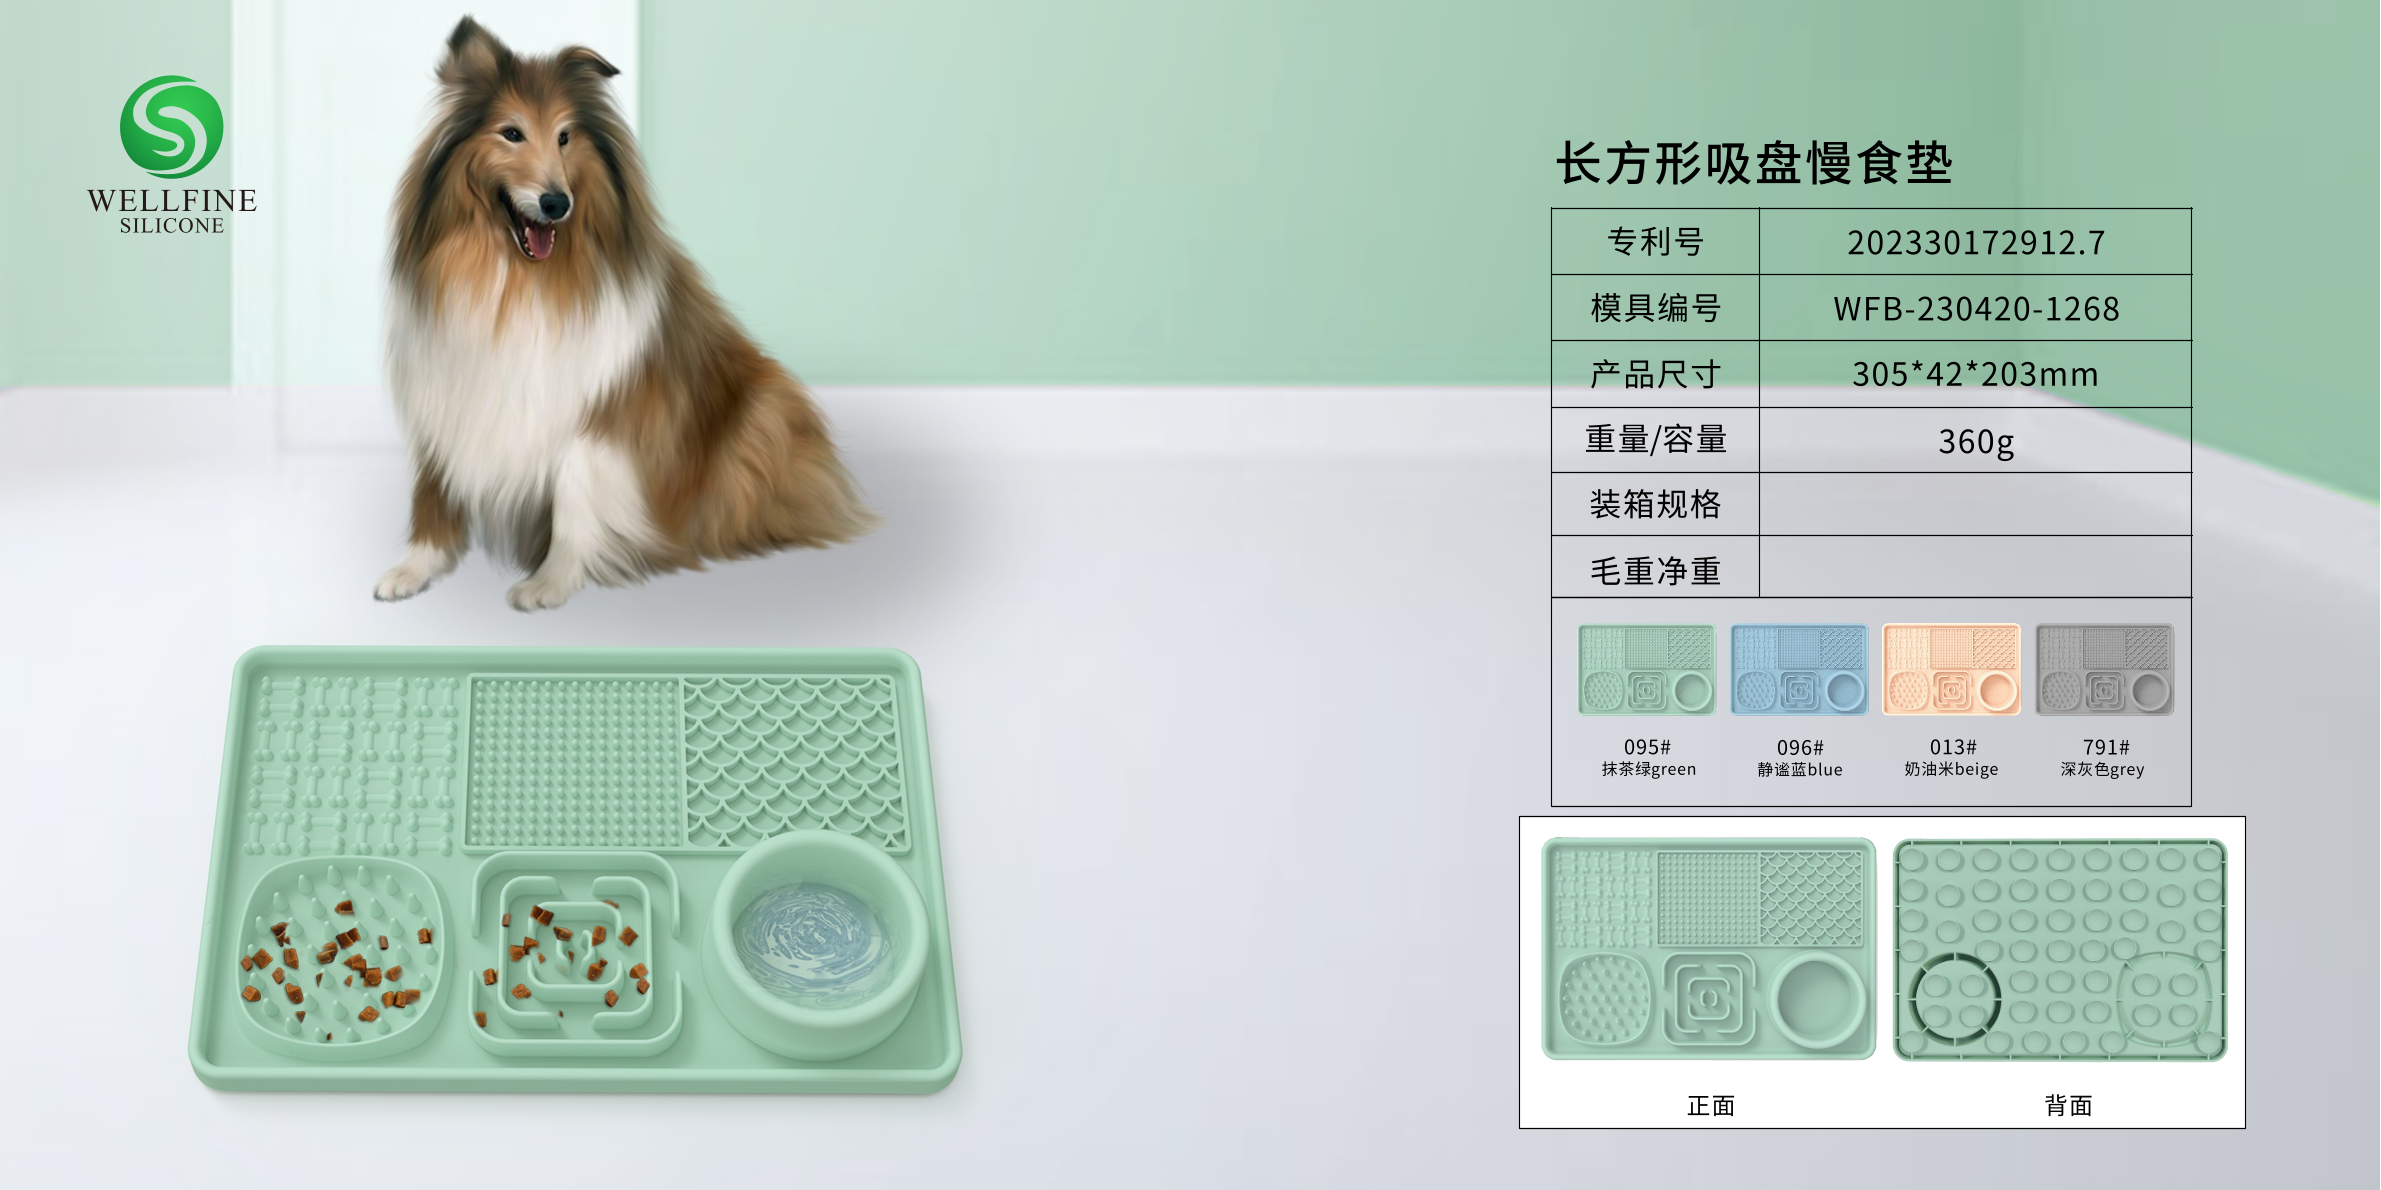 WELLFINE
SILICONE
长方形吸盘慢食垫
专利号 202330172912.7
模具编号 WFB-230420-1268
产品尺寸 305*42*203mm
重量/容量 360g
装箱规格
毛重净重
095# 096# 013# 791#
抹茶绿green 静谧蓝blue 奶油米beige 深灰色grey
正面 背面